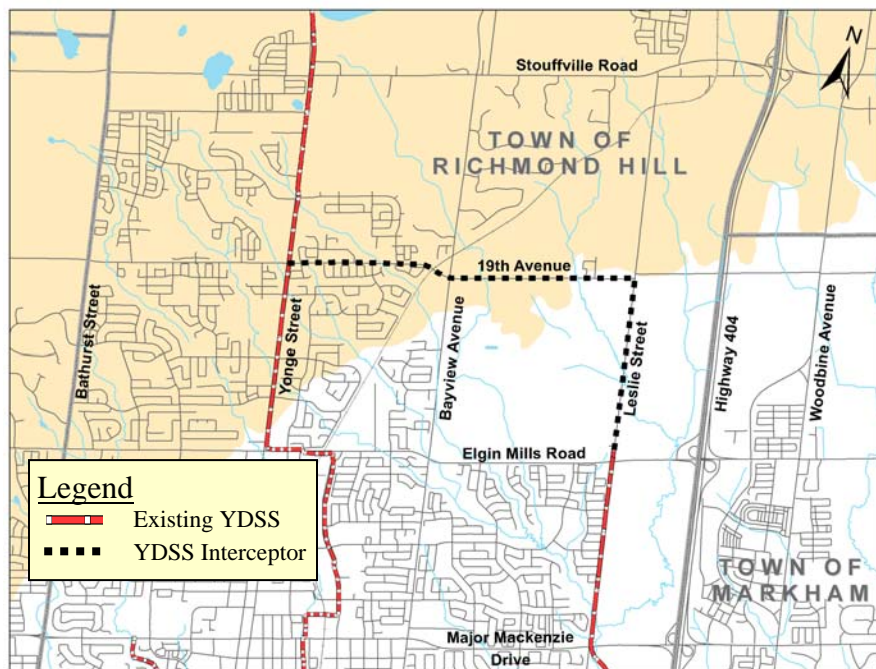 N
Stouffville Road
TOWN OF
RICHMOND HILL
19th Avenue
Bathurst Street
Yonge Street
Bayview Avenue
Leslie Street
Highway 404
Woodbine Avenue
Elgin Mills Road
Legend
Existing YDSS
YDSS Interceptor
TOWN OF
MARKHAM
Major Mackenzie
Drive